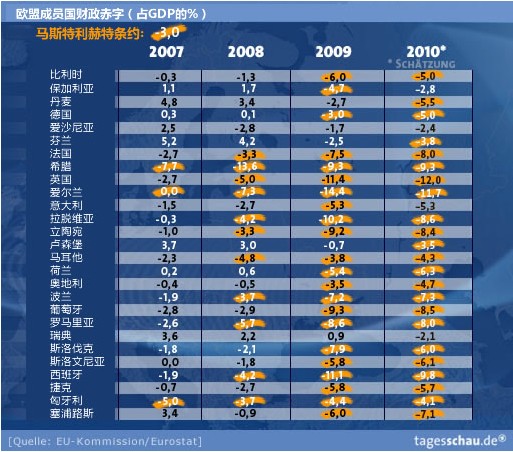 欧盟成员国财政赤字（占GDP的%）
马斯特利赫特条约: -3,0
2007 2008 2009 2010*
* SCHÄTZUNG
比利时 -0,3 -1,3 -6,0 -5,0
保加利亚 1,1 1,7 -4,7 -2,8
丹麦 4,8 3,4 -2,7 -5,5
德国 0,3 0,1 -3,0 -5,0
爱沙尼亚 2,5 -2,8 -1,7 -2,4
芬兰 5,2 4,2 -2,5 -3,8
法国 -2,7 -3,3 -7,5 -8,0
希腊 -7,7 -13,6 -9,3 -9,3
英国 -2,7 -5,0 -11,4 -12,0
爱尔兰 0,0 -7,3 -14,4 -11,7
意大利 -1,5 -2,7 -5,3 -5,3
拉脱维亚 -0,3 -4,2 -10,2 -8,6
立陶宛 -1,0 -3,3 -9,2 -8,4
卢森堡 3,7 3,0 -0,7 -3,5
马耳他 -2,3 -4,8 -3,8 -4,3
荷兰 0,2 0,6 -5,4 -6,3
奥地利 -0,4 -0,5 -3,5 -4,7
波兰 -1,9 -3,7 -7,2 -7,3
葡萄牙 -2,8 -2,9 -9,3 -8,5
罗马里亚 -2,6 -5,7 -8,6 -8,0
瑞典 3,6 2,2 0,9 -2,1
斯洛伐克 -1,8 -2,1 -7,9 -6,0
斯洛文尼亚 0,0 -1,8 -5,8 -6,1
西班牙 -1,9 -4,2 -11,1 -9,8
捷克 -0,7 -2,7 -5,8 -5,7
匈牙利 -5,0 -3,7 -4,4 -4,1
塞浦路斯 3,4 -0,9 -6,0 -7,1
[Quelle: EU-Kommission/Eurostat] tagesschau.de